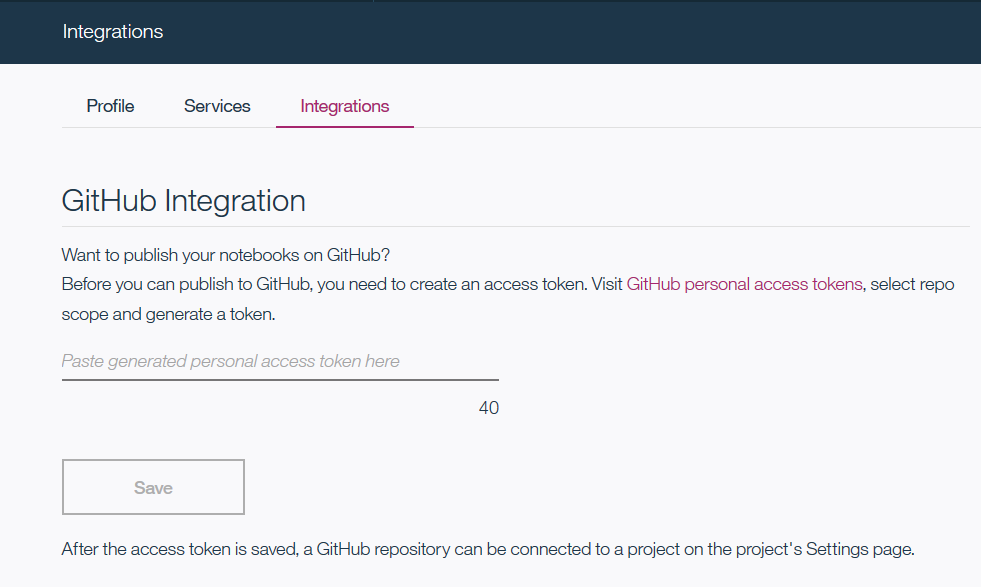 Integrations
Profile Services Integrations
GitHub Integration
Want to publish your notebooks on GitHub?
Before you can publish to GitHub, you need to create an access token. Visit GitHub personal access tokens, select repo
scope and generate a token.
Paste generated personal access token here
40
Save
After the access token is saved, a GitHub repository can be connected to a project on the project's Settings page.